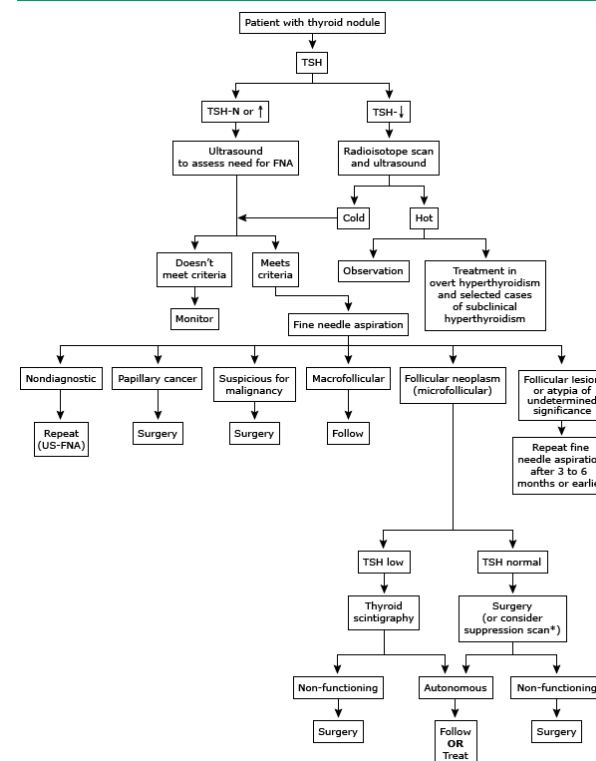 Patient with thyroid nodule
TSH
TSH-N or ↑
TSH-↓
Ultrasound
to assess need for FNA
Radioisotope scan
and ultrasound
Cold
Hot
Doesn't
meet criteria
Meets
criteria
Observation
Treatment in
overt hyperthyroidism
and selected cases
of subclinical
hyperthyroidism
Monitor
Fine needle aspiration
Nondiagnostic
Papillary cancer
Suspicious for
malignancy
Macrofollicular
Follicular neoplasm
(microfollicular)
Follicular lesion
or atypia of
undetermined
significance
Repeat
(US-FNA)
Surgery
Surgery
Follow
Repeat fine
needle aspiration
after 3 to 6
months or earlie
TSH low
TSH normal
Thyroid
scintigraphy
Surgery
(or consider
suppression scan*)
Non-functioning
Autonomous
Non-functioning
Surgery
Follow
OR
Treat
Surgery